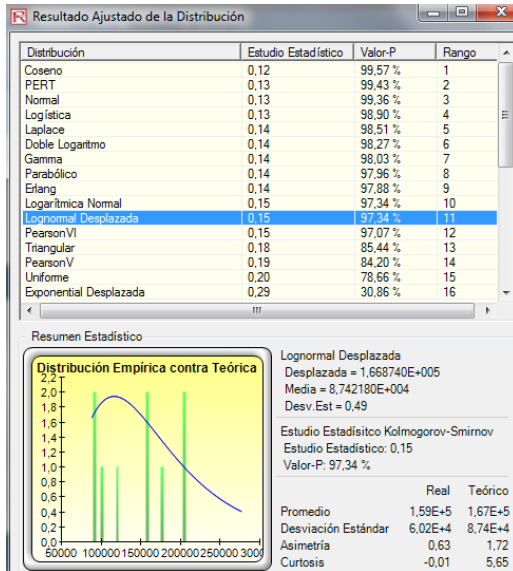 Resultado Ajustado de la Distribución
Distribución Estudio Estadístico Valor-P Rango
Coseno 0,12 99,57 % 1
PERT 0,13 99,43 % 2
Normal 0,13 99,36 % 3
Logística 0,13 98,90 % 4
Laplace 0,14 98,51 % 5
Doble Logaritmo 0,14 98,27 % 6
Gamma 0,14 98,03 % 7
Parabólico 0,14 97,96 % 8
Erlang 0,14 97,88 % 9
Logarítmica Normal 0,15 97,34 % 10
Lognormal Desplazada 0,15 97,34 % 11
PearsonVI 0,15 97,07 % 12
Triangular 0,18 85,44 % 13
PearsonV 0,19 84,20 % 14
Uniforme 0,20 78,66 % 15
Exponential Desplazada 0,29 30,86 % 16
Resumen Estadístico
Distribución Empírica contra Teórica
2,2
2,0
1,8
1,6
1,4
1,2
1,0
0,8
0,6
0,4
0,2
0,0
50000 100000 150000 200000 250000 3000
Lognormal Desplazada
Desplazada = 1,668740E+005
Media = 8,742180E+004
Desv.Est = 0,49
Estudio Estadísitco Kolmogorov-Smirnov
Estudio Estadístico: 0,15
Valor-P: 97,34 %
Real Teórico
Promedio 1,59E+5 1,67E+5
Desviación Estándar 6,02E+4 8,74E+4
Asimetría 0,63 1,72
Curtosis -0,01 5,65